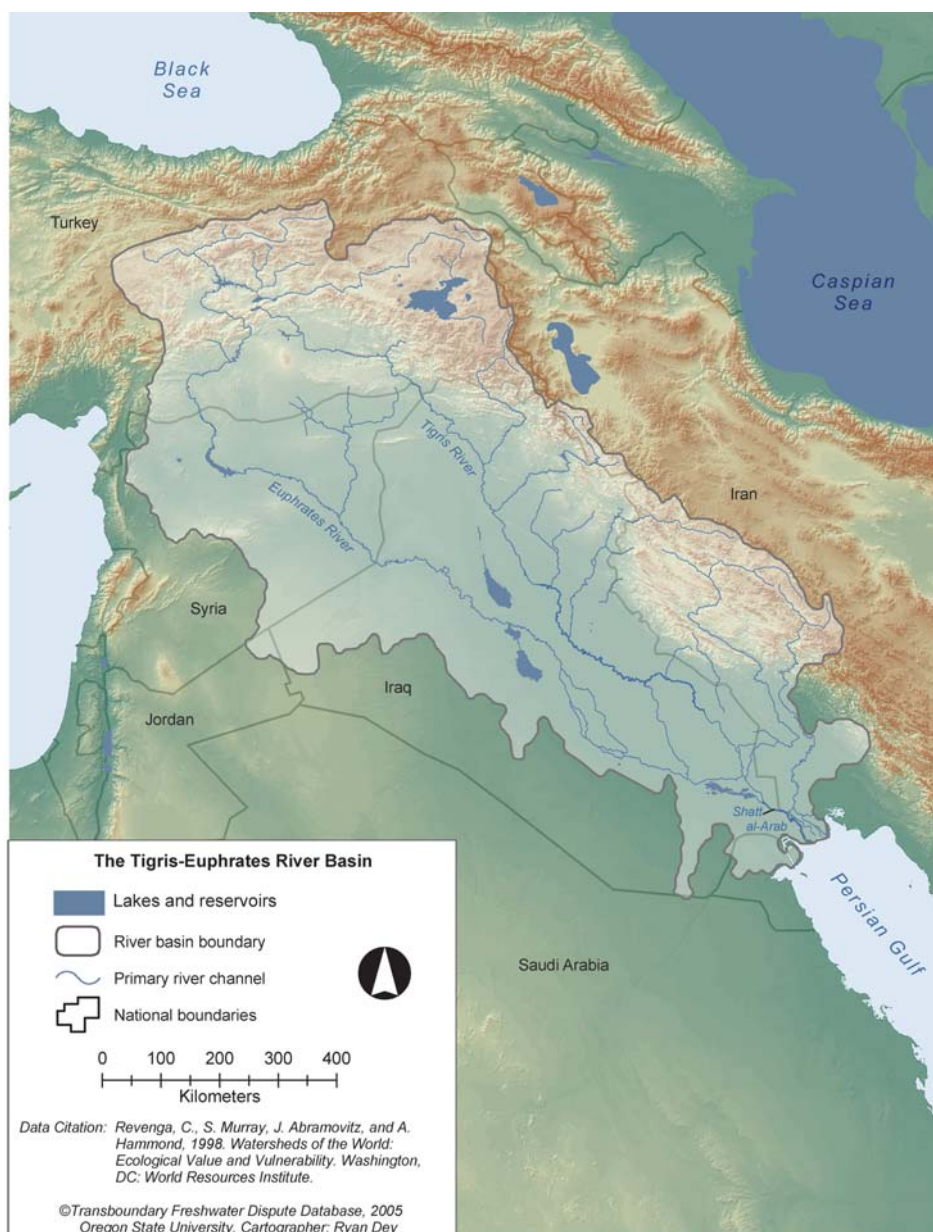 Black
Sea
Turkey
Caspian
Sea
Tigris River
Iran
Euphrates River
Syria
Iraq
Jordan
Shatt
al-Arab
Persian Gulf
Saudi Arabia
The Tigris-Euphrates River Basin
Lakes and reservoirs
River basin boundary
Primary river channel
National boundaries
0 100 200 300 400
Kilometers
Data Citation: Revenga, C., S. Murray, J. Abramovitz, and A.
Hammond, 1998. Watersheds of the World:
Ecological Value and Vulnerability. Washington,
DC: World Resources Institute.
©Transboundary Freshwater Dispute Database, 2005
Oregon State University. Cartographer: Ryan Dey